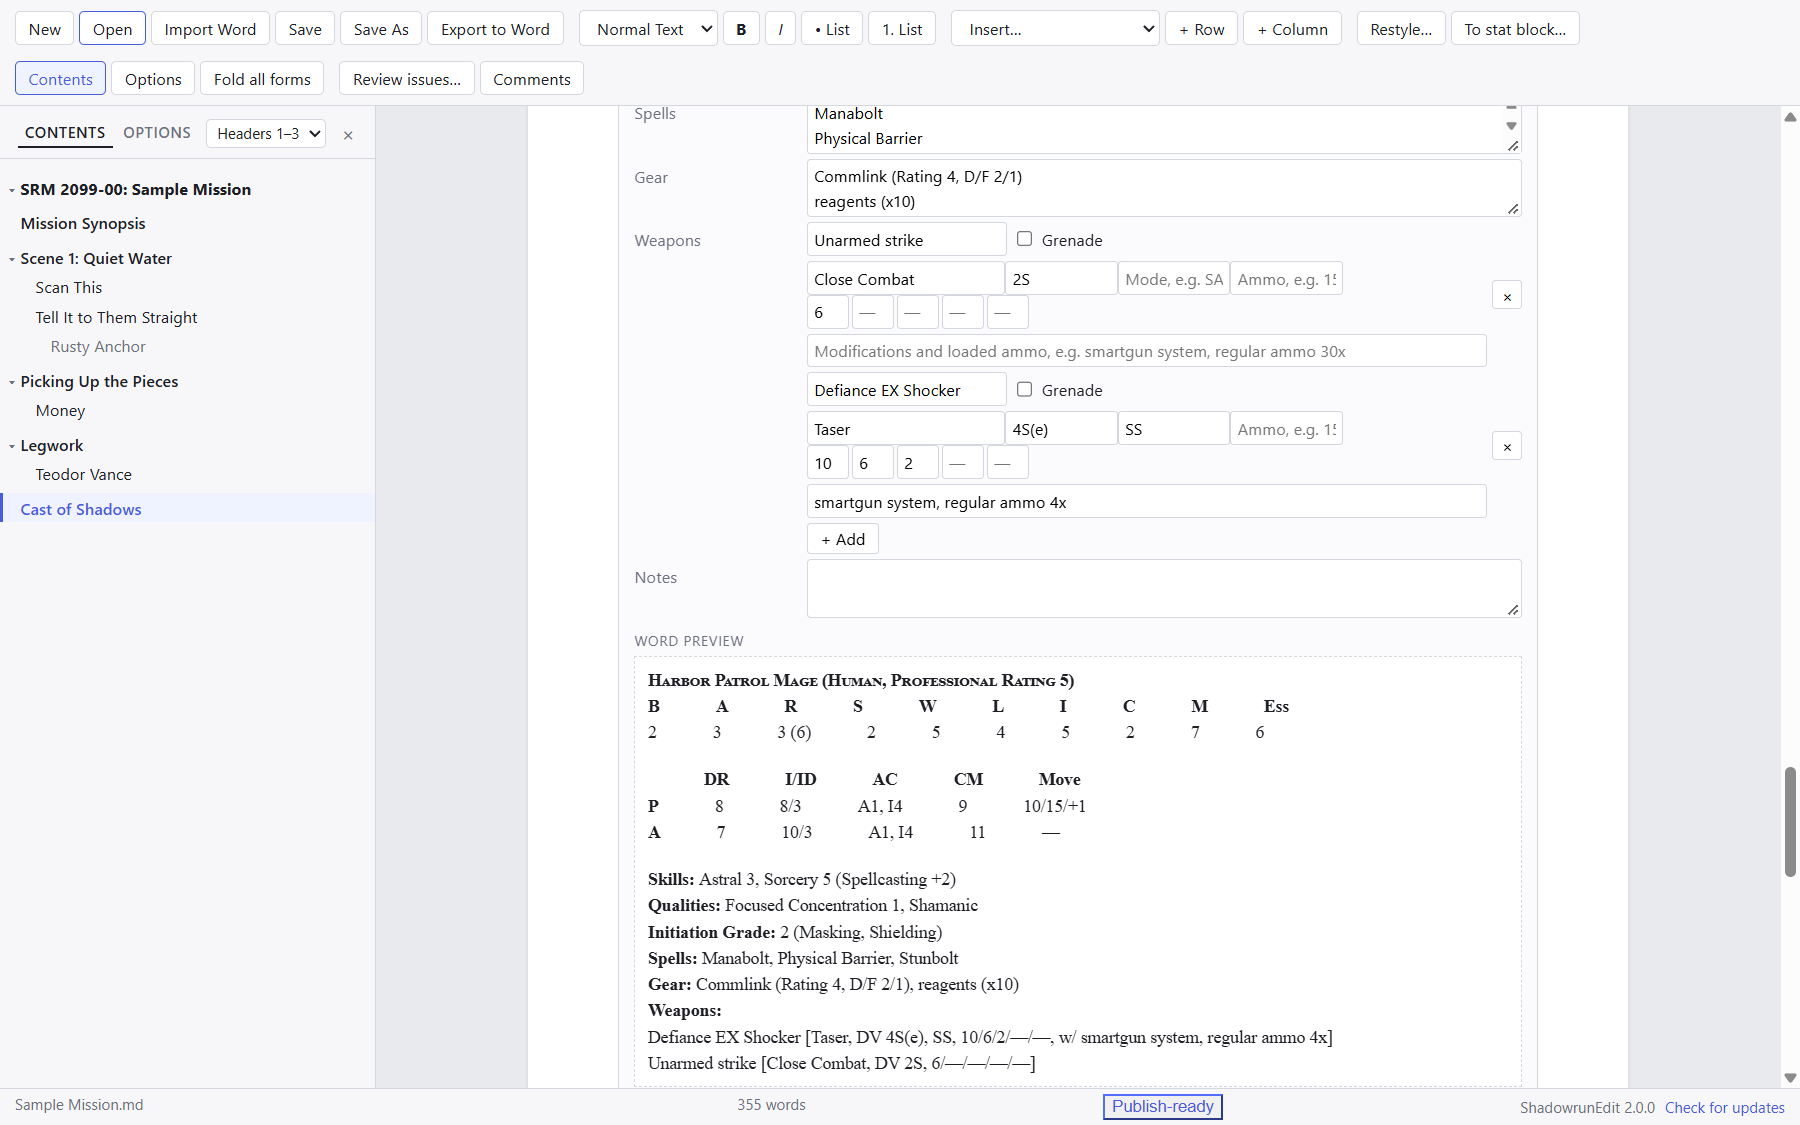 New Open Import Word Save Save As Export to Word Normal Text B I • List 1. List Insert... + Row + Column Restyle... To stat block...
Contents Options Fold all forms Review issues... Comments
CONTENTS OPTIONS Headers 1–3 ×
SRM 2099-00: Sample Mission
Mission Synopsis
Scene 1: Quiet Water
Scan This
Tell It to Them Straight
Rusty Anchor
Picking Up the Pieces
Money
Legwork
Teodor Vance
Cast of Shadows
Spells
Manabolt
Physical Barrier
Gear
Commlink (Rating 4, D/F 2/1)
reagents (x10)
Weapons
Unarmed strike Grenade
Close Combat 2S Mode, e.g. SA Ammo, e.g. 15
×
6 — — — —
Modifications and loaded ammo, e.g. smartgun system, regular ammo 30x
Defiance EX Shocker Grenade
Taser 4S(e) SS Ammo, e.g. 15
×
10 6 2 — —
smartgun system, regular ammo 4x
+ Add
Notes
WORD PREVIEW
Harbor Patrol Mage (Human, Professional Rating 5)
B A R S W L I C M Ess
2 3 3 (6) 2 5 4 5 2 7 6
DR I/ID AC CM Move
P 8 8/3 A1, I4 9 10/15/+1
A 7 10/3 A1, I4 11 —
Skills: Astral 3, Sorcery 5 (Spellcasting +2)
Qualities: Focused Concentration 1, Shamanic
Initiation Grade: 2 (Masking, Shielding)
Spells: Manabolt, Physical Barrier, Stunbolt
Gear: Commlink (Rating 4, D/F 2/1), reagents (x10)
Weapons:
Defiance EX Shocker [Taser, DV 4S(e), SS, 10/6/2/—/—, w/ smartgun system, regular ammo 4x]
Unarmed strike [Close Combat, DV 2S, 6/—/—/—/—]
Sample Mission.md 355 words Publish-ready ShadowrunEdit 2.0.0 Check for updates